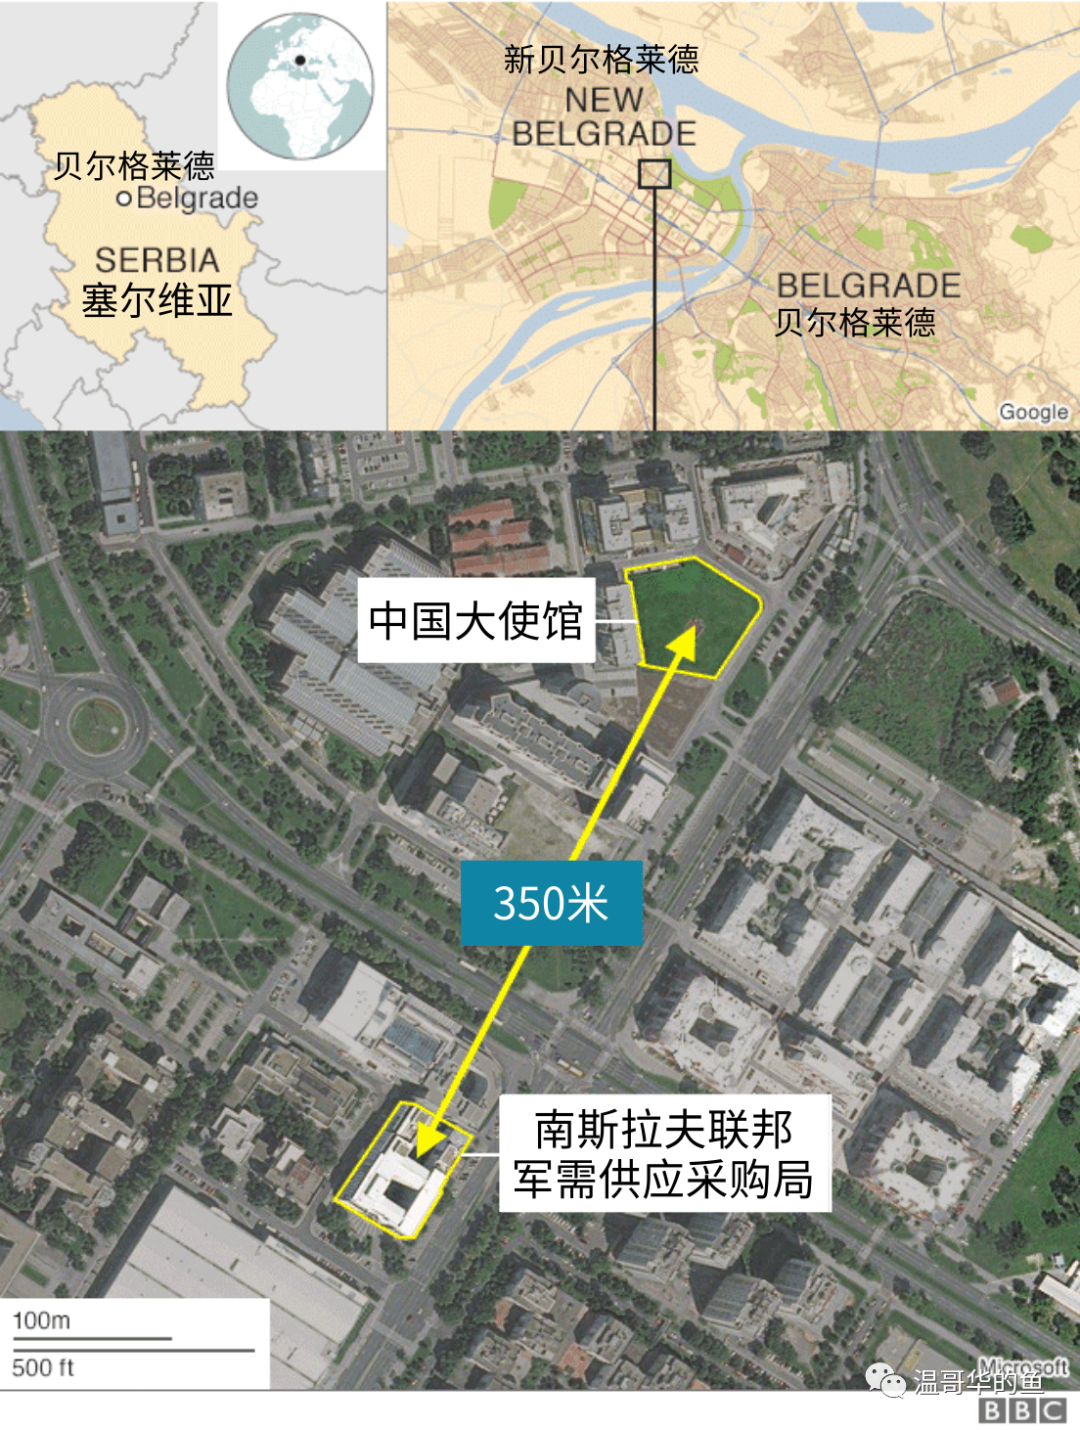 贝尔格莱德
Belgrade
SERBIA
塞尔维亚
新贝尔格莱德
NEW
BELGRADE
BELGRADE
贝尔格莱德
Google
中国大使馆
350米
南斯拉夫联邦
军需供应采购局
100m
500 ft
Microsoft
温哥华的鱼
BBC